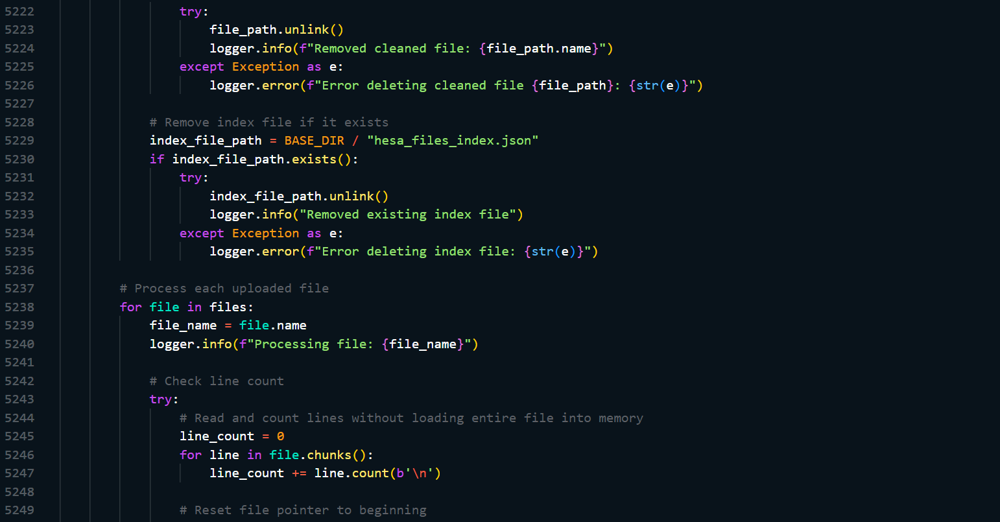 5222 try:
5223 file_path.unlink()
5224 logger.info(f"Removed cleaned file: {file_path.name}")
5225 except Exception as e:
5226 logger.error(f"Error deleting cleaned file {file_path}: {str(e)}")
5227
5228 # Remove index file if it exists
5229 index_file_path = BASE_DIR / "hesa_files_index.json"
5230 if index_file_path.exists():
5231 try:
5232 index_file_path.unlink()
5233 logger.info("Removed existing index file")
5234 except Exception as e:
5235 logger.error(f"Error deleting index file: {str(e)}")
5236
5237 # Process each uploaded file
5238 for file in files:
5239 file_name = file.name
5240 logger.info(f"Processing file: {file_name}")
5241
5242 # Check line count
5243 try:
5244 # Read and count lines without loading entire file into memory
5245 line_count = 0
5246 for line in file.chunks():
5247 line_count += line.count(b'\n')
5248
5249 # Reset file pointer to beginning